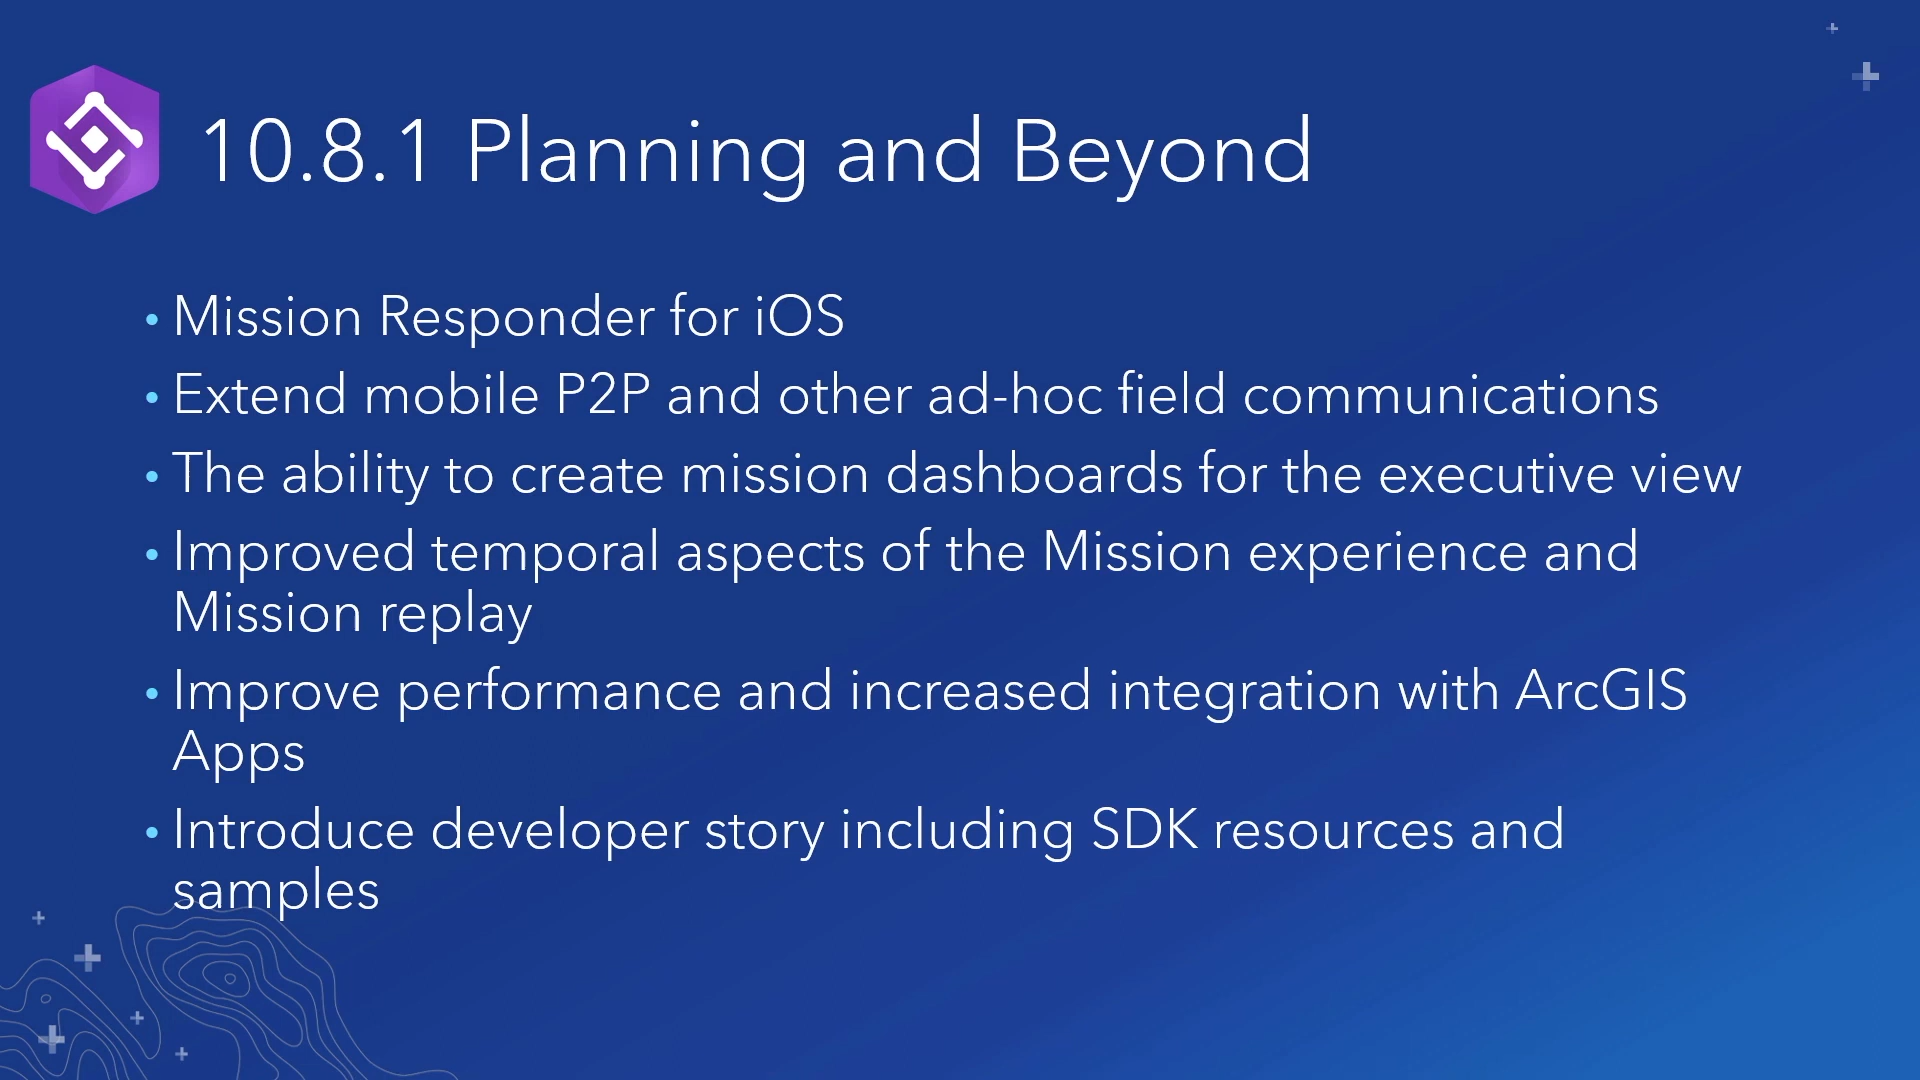 10.8.1 Planning and Beyond
• Mission Responder for iOS
• Extend mobile P2P and other ad-hoc field communications
• The ability to create mission dashboards for the executive view
• Improved temporal aspects of the Mission experience and
Mission replay
• Improve performance and increased integration with ArcGIS
Apps
• Introduce developer story including SDK resources and
samples